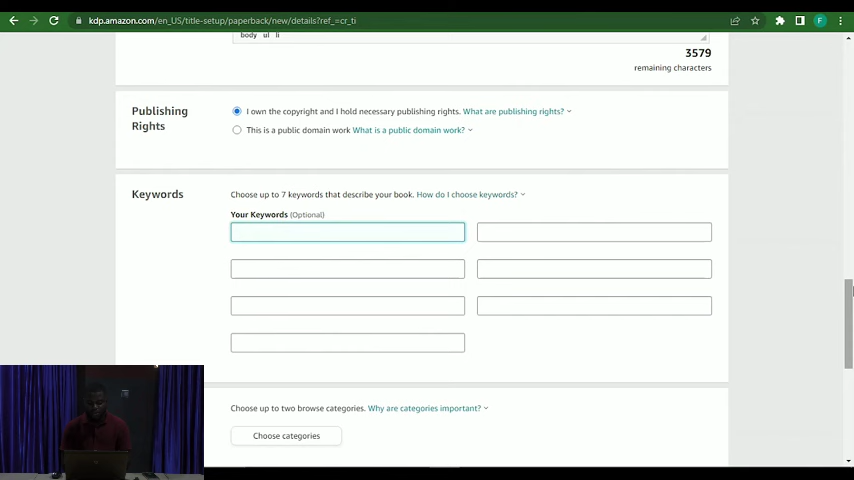 kdp.amazon.com/en_US/title-setup/paperback/new/details?ref_=cr_ti
F
body ul li
3579
remaining characters
Publishing Rights
I own the copyright and I hold necessary publishing rights. What are publishing rights?
This is a public domain work What is a public domain work?
Keywords
Choose up to 7 keywords that describe your book. How do I choose keywords?
Your Keywords (Optional)
Choose up to two browse categories. Why are categories important?
Choose categories